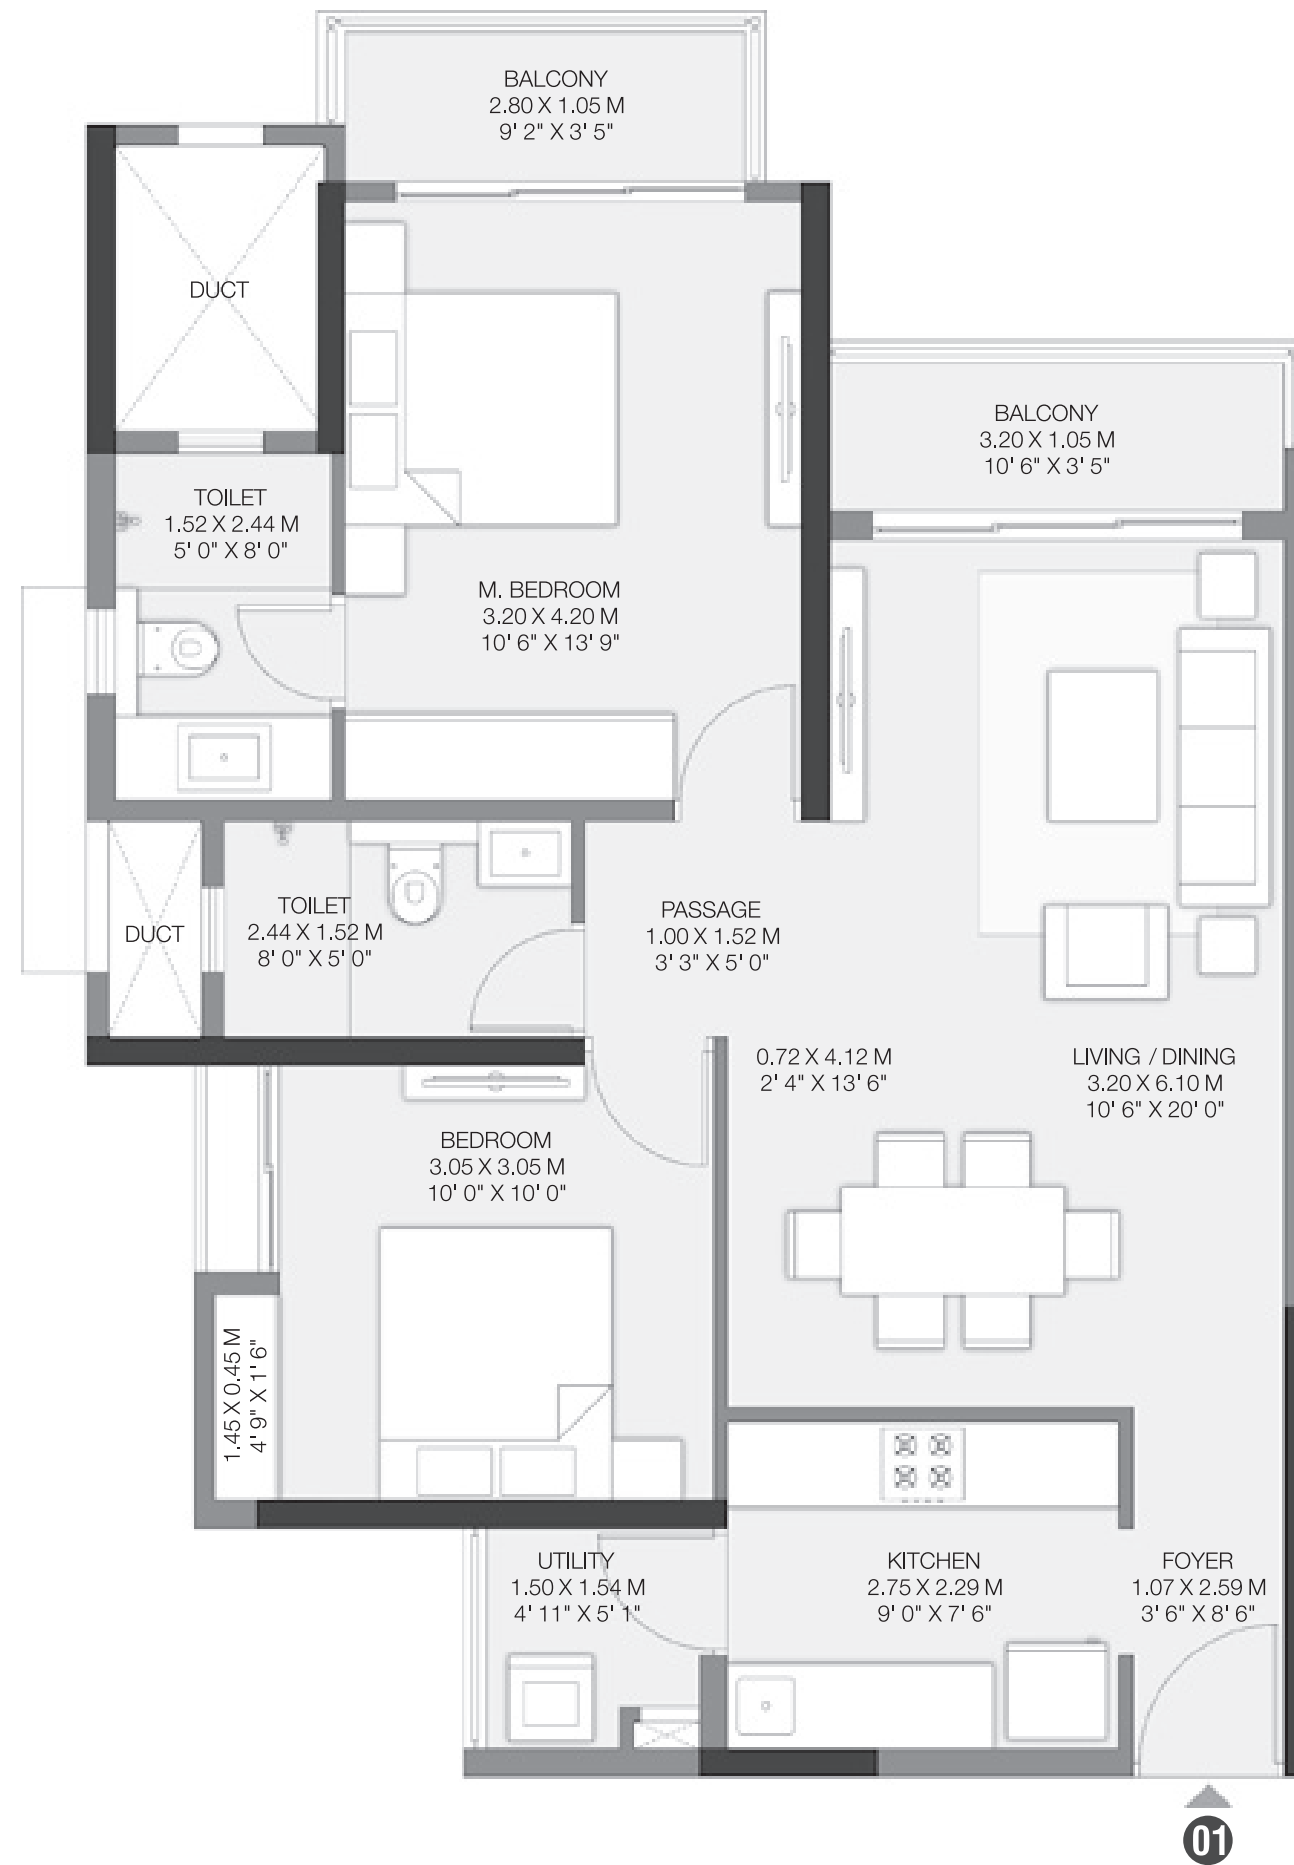 BALCONY
2.80 X 1.05 M
9' 2" X 3' 5"
DUCT
BALCONY
3.20 X 1.05 M
10' 6" X 3' 5"
TOILET
1.52 X 2.44 M
5' 0" X 8' 0"
M. BEDROOM
3.20 X 4.20 M
10' 6" X 13' 9"
DUCT
TOILET
2.44 X 1.52 M
8' 0" X 5' 0"
PASSAGE
1.00 X 1.52 M
3' 3" X 5' 0"
0.72 X 4.12 M
2' 4" X 13' 6"
LIVING / DINING
3.20 X 6.10 M
10' 6" X 20' 0"
BEDROOM
3.05 X 3.05 M
10' 0" X 10' 0"
1.45 X 0.45 M
4' 9" X 1' 6"
UTILITY
1.50 X 1.54 M
4' 11" X 5' 1"
KITCHEN
2.75 X 2.29 M
9' 0" X 7' 6"
FOYER
1.07 X 2.59 M
3' 6" X 8' 6"
01